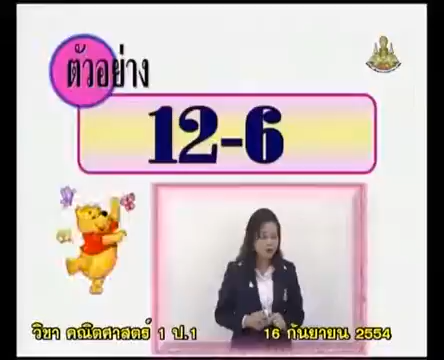 ตัวอย่าง
12-6
วิชา คณิตศาสตร์ 1 ป.1
16 กันยายน 2554